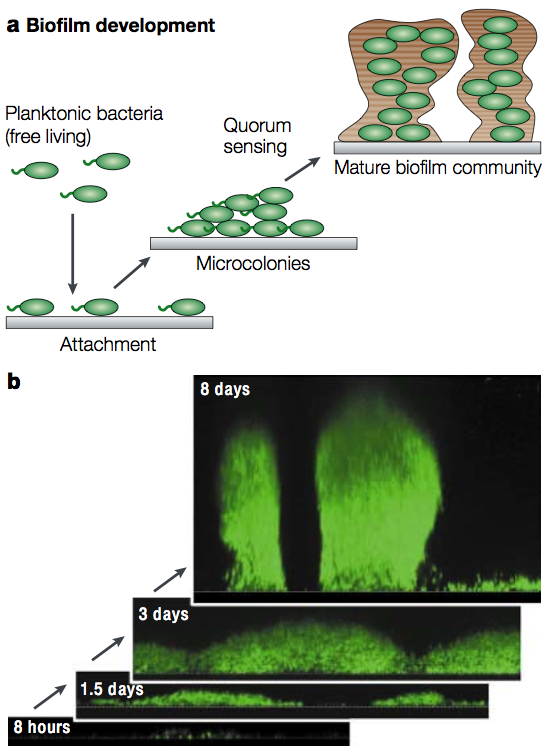 a Biofilm development
Planktonic bacteria
(free living)
Attachment
Microcolonies
Quorum
sensing
Mature biofilm community
b
8 days
3 days
1.5 days
8 hours